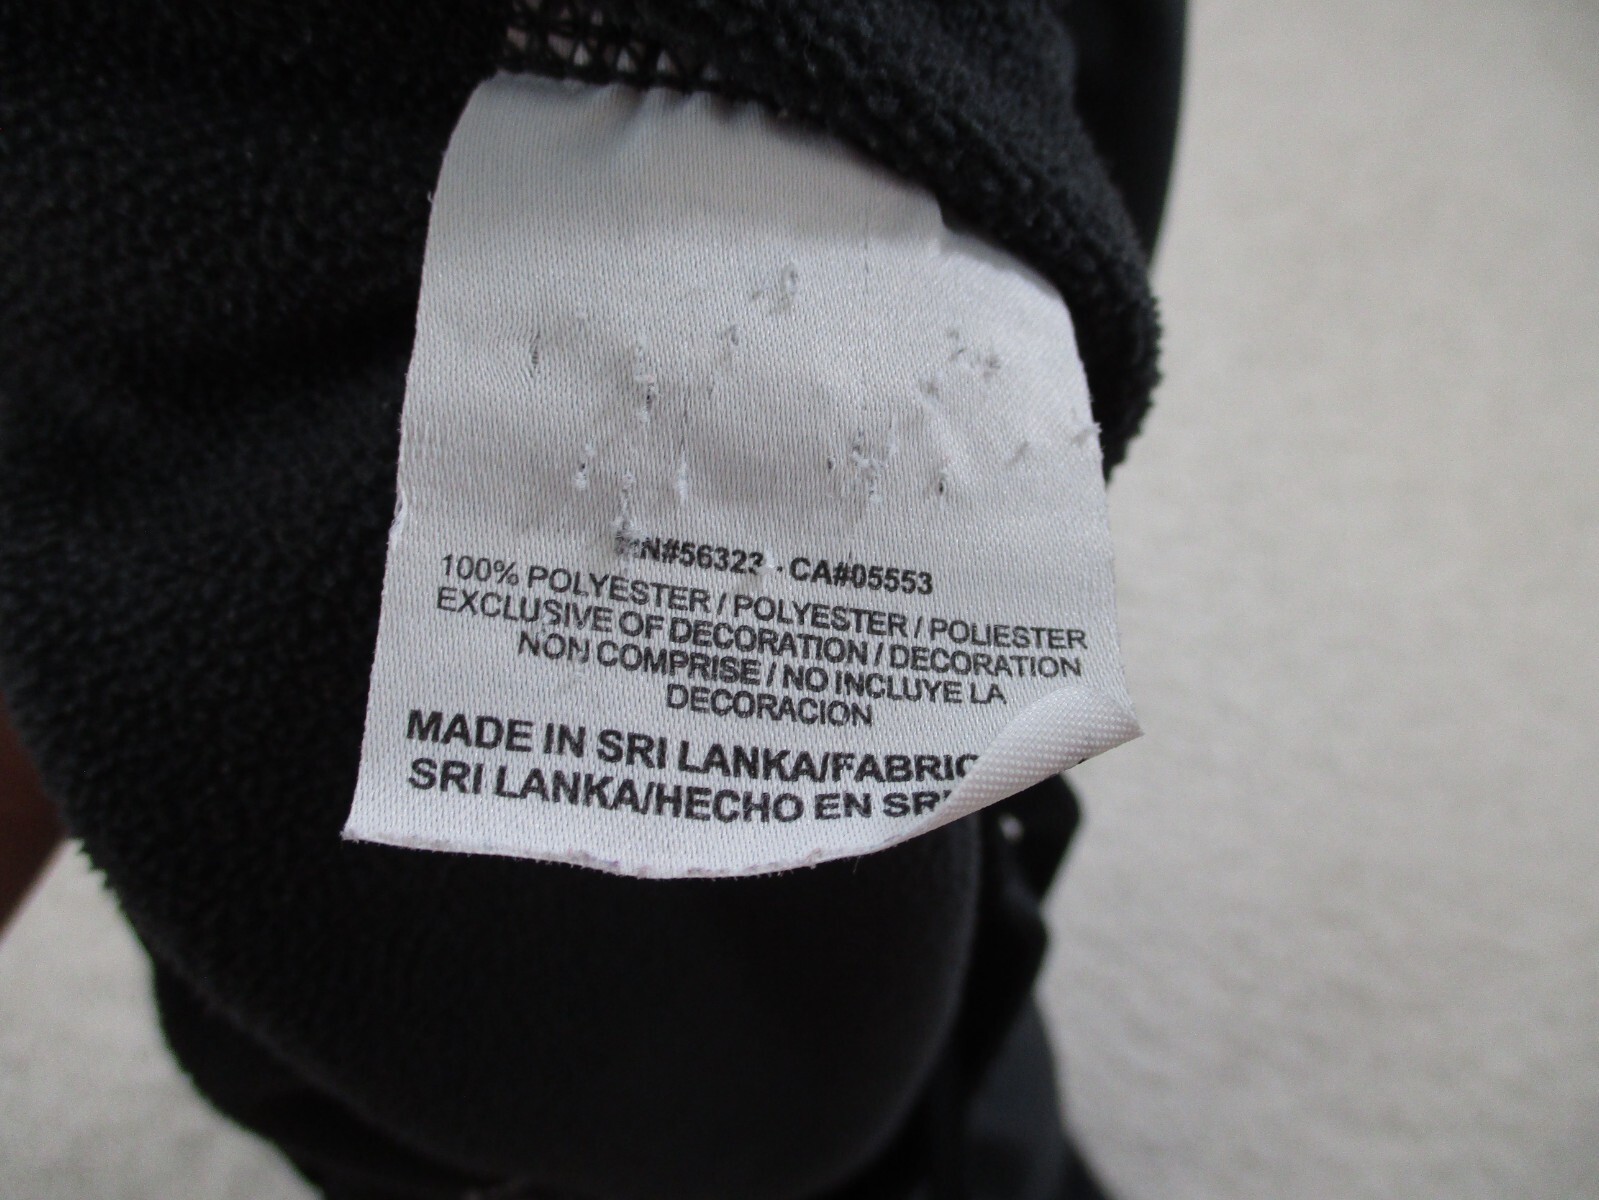 N#56323 · CA#05553
100% POLYESTER / POLYESTER / POLIESTER
EXCLUSIVE OF DECORATION / DECORATION
NON COMPRISE / NO INCLUYE LA
DECORACION
MADE IN SRI LANKA/FABRIC
SRI LANKA/HECHO EN SRI